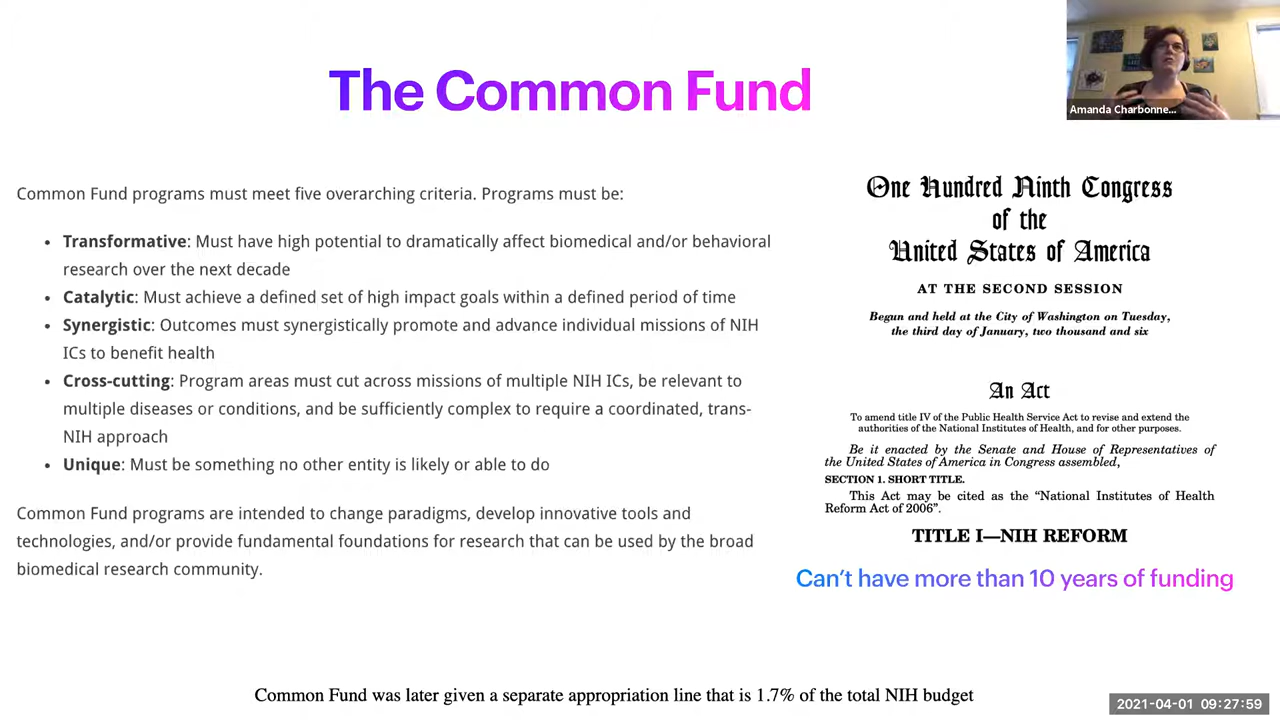 The Common Fund
Amanda Charbonne...
Common Fund programs must meet five overarching criteria. Programs must be:
• Transformative: Must have high potential to dramatically affect biomedical and/or behavioral
research over the next decade
• Catalytic: Must achieve a defined set of high impact goals within a defined period of time
• Synergistic: Outcomes must synergistically promote and advance individual missions of NIH
ICs to benefit health
• Cross-cutting: Program areas must cut across missions of multiple NIH ICs, be relevant to
multiple diseases or conditions, and be sufficiently complex to require a coordinated, trans-
NIH approach
• Unique: Must be something no other entity is likely or able to do
Common Fund programs are intended to change paradigms, develop innovative tools and
technologies, and/or provide fundamental foundations for research that can be used by the broad
biomedical research community.
One Hundred Ninth Congress
of the
United States of America
AT THE SECOND SESSION
Begun and held at the City of Washington on Tuesday,
the third day of January, two thousand and six
An Act
To amend title IV of the Public Health Service Act to revise and extend the
authorities of the National Institutes of Health, and for other purposes.
Be it enacted by the Senate and House of Representatives of
the United States of America in Congress assembled,
SECTION 1. SHORT TITLE.
This Act may be cited as the “National Institutes of Health
Reform Act of 2006”.
TITLE I—NIH REFORM
Can't have more than 10 years of funding
Common Fund was later given a separate appropriation line that is 1.7% of the total NIH budget
2021-04-01 09:27:59